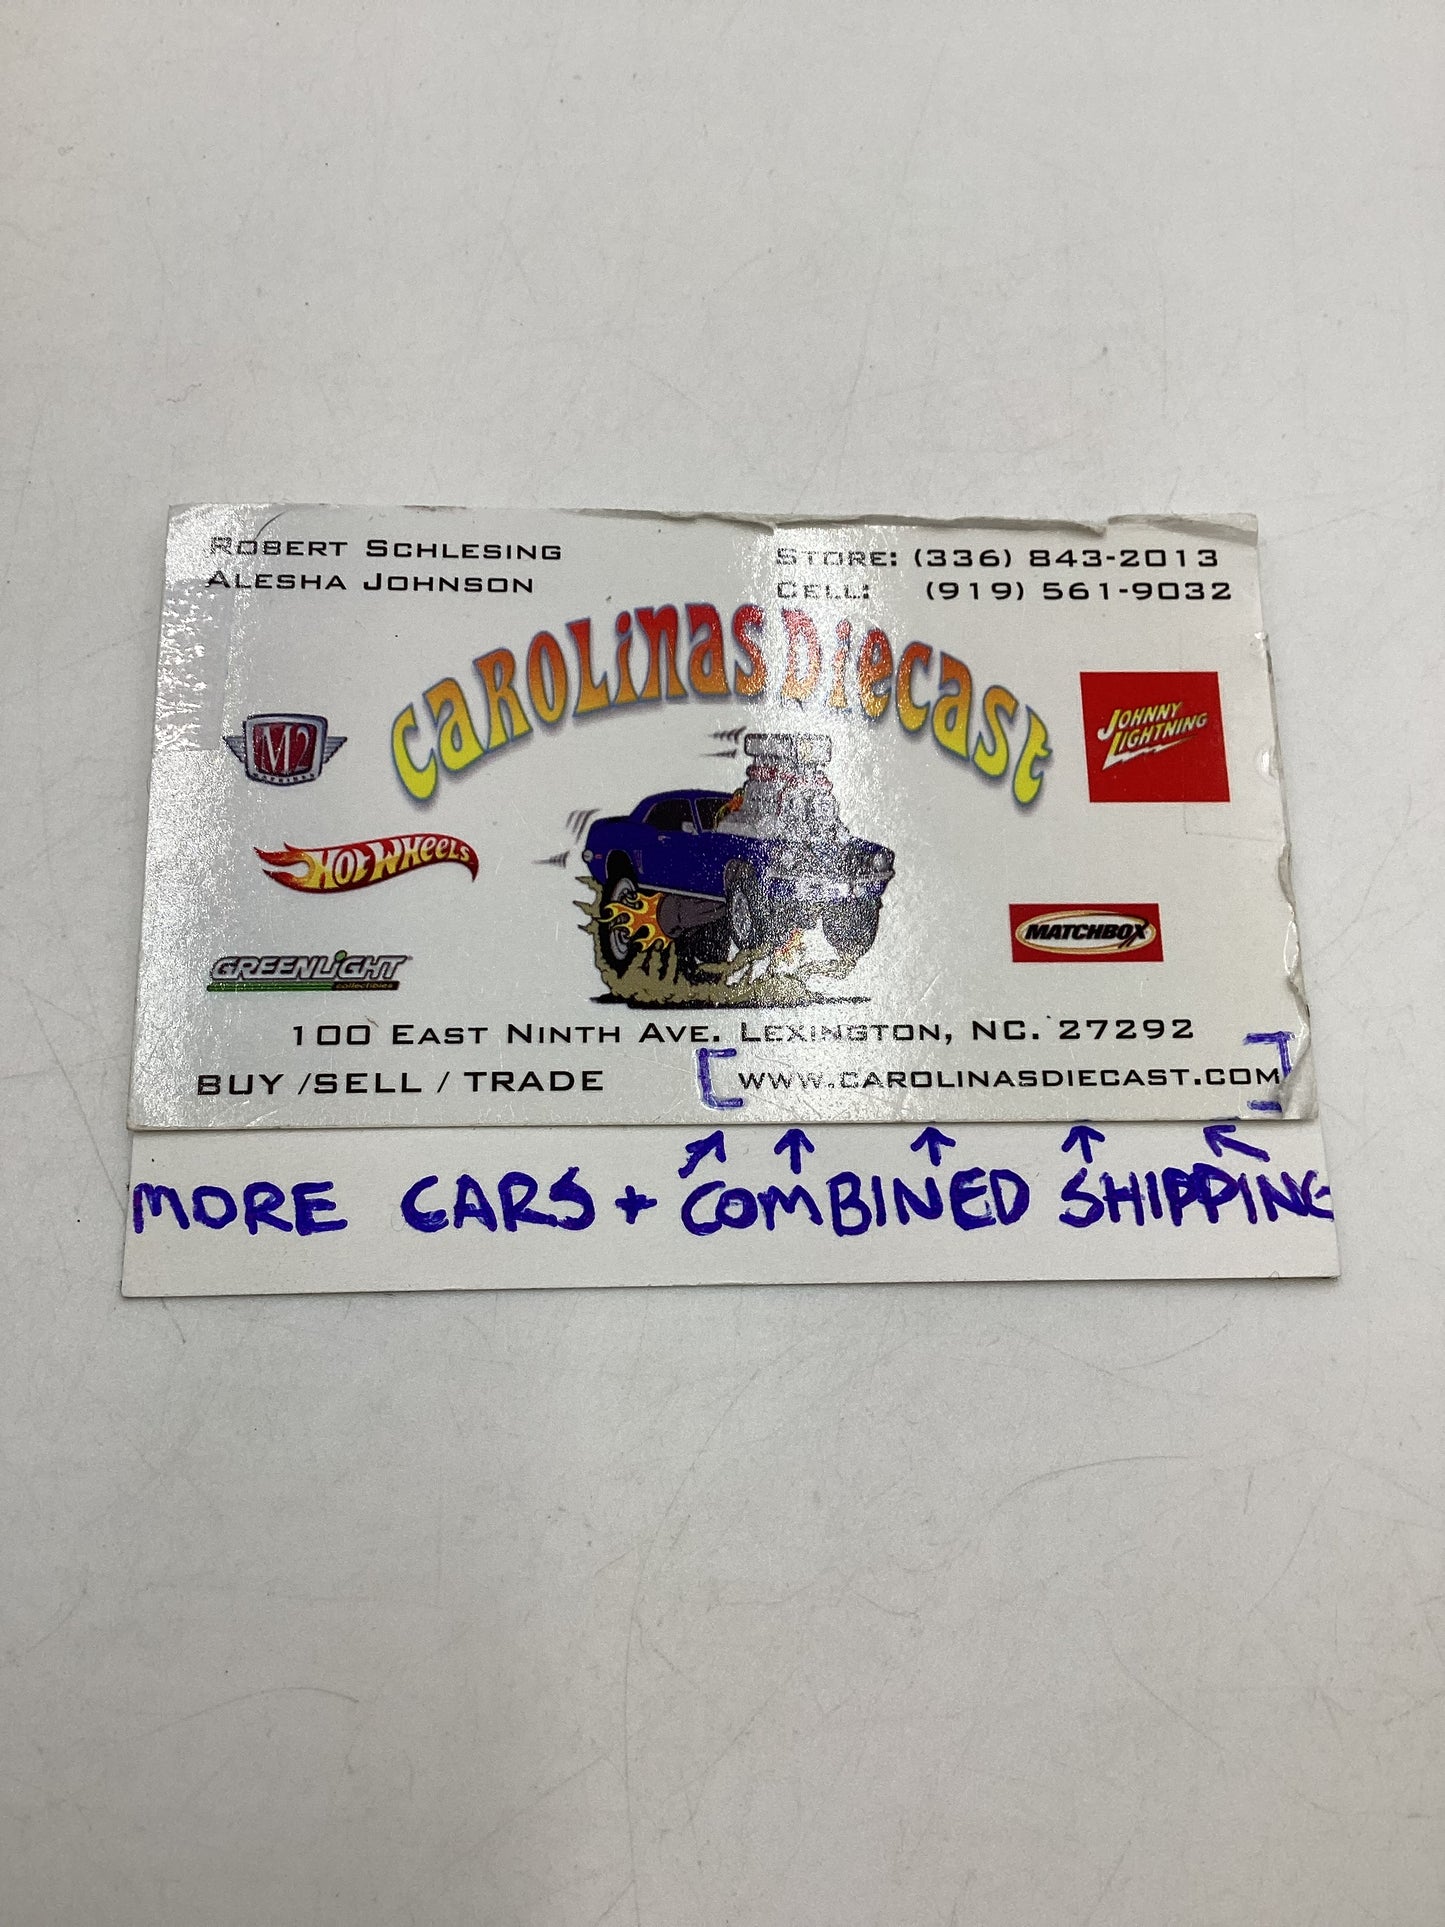 ROBERT SCHLESING
ALESHA JOHNSON
STORE: (336) 843-2013
CELL: (919) 561-9032
CAROLINAS DIECAST
M2
MACHINES
JOHNNY LIGHTNING
HOT WHEELS
MATCHBOX
GREENLIGHT
collectibles
100 EAST NINTH AVE. LEXINGTON, NC. 27292
BUY /SELL / TRADE
[WWW.CAROLINASDIECAST.COM]
MORE CARS + COMBINED SHIPPING